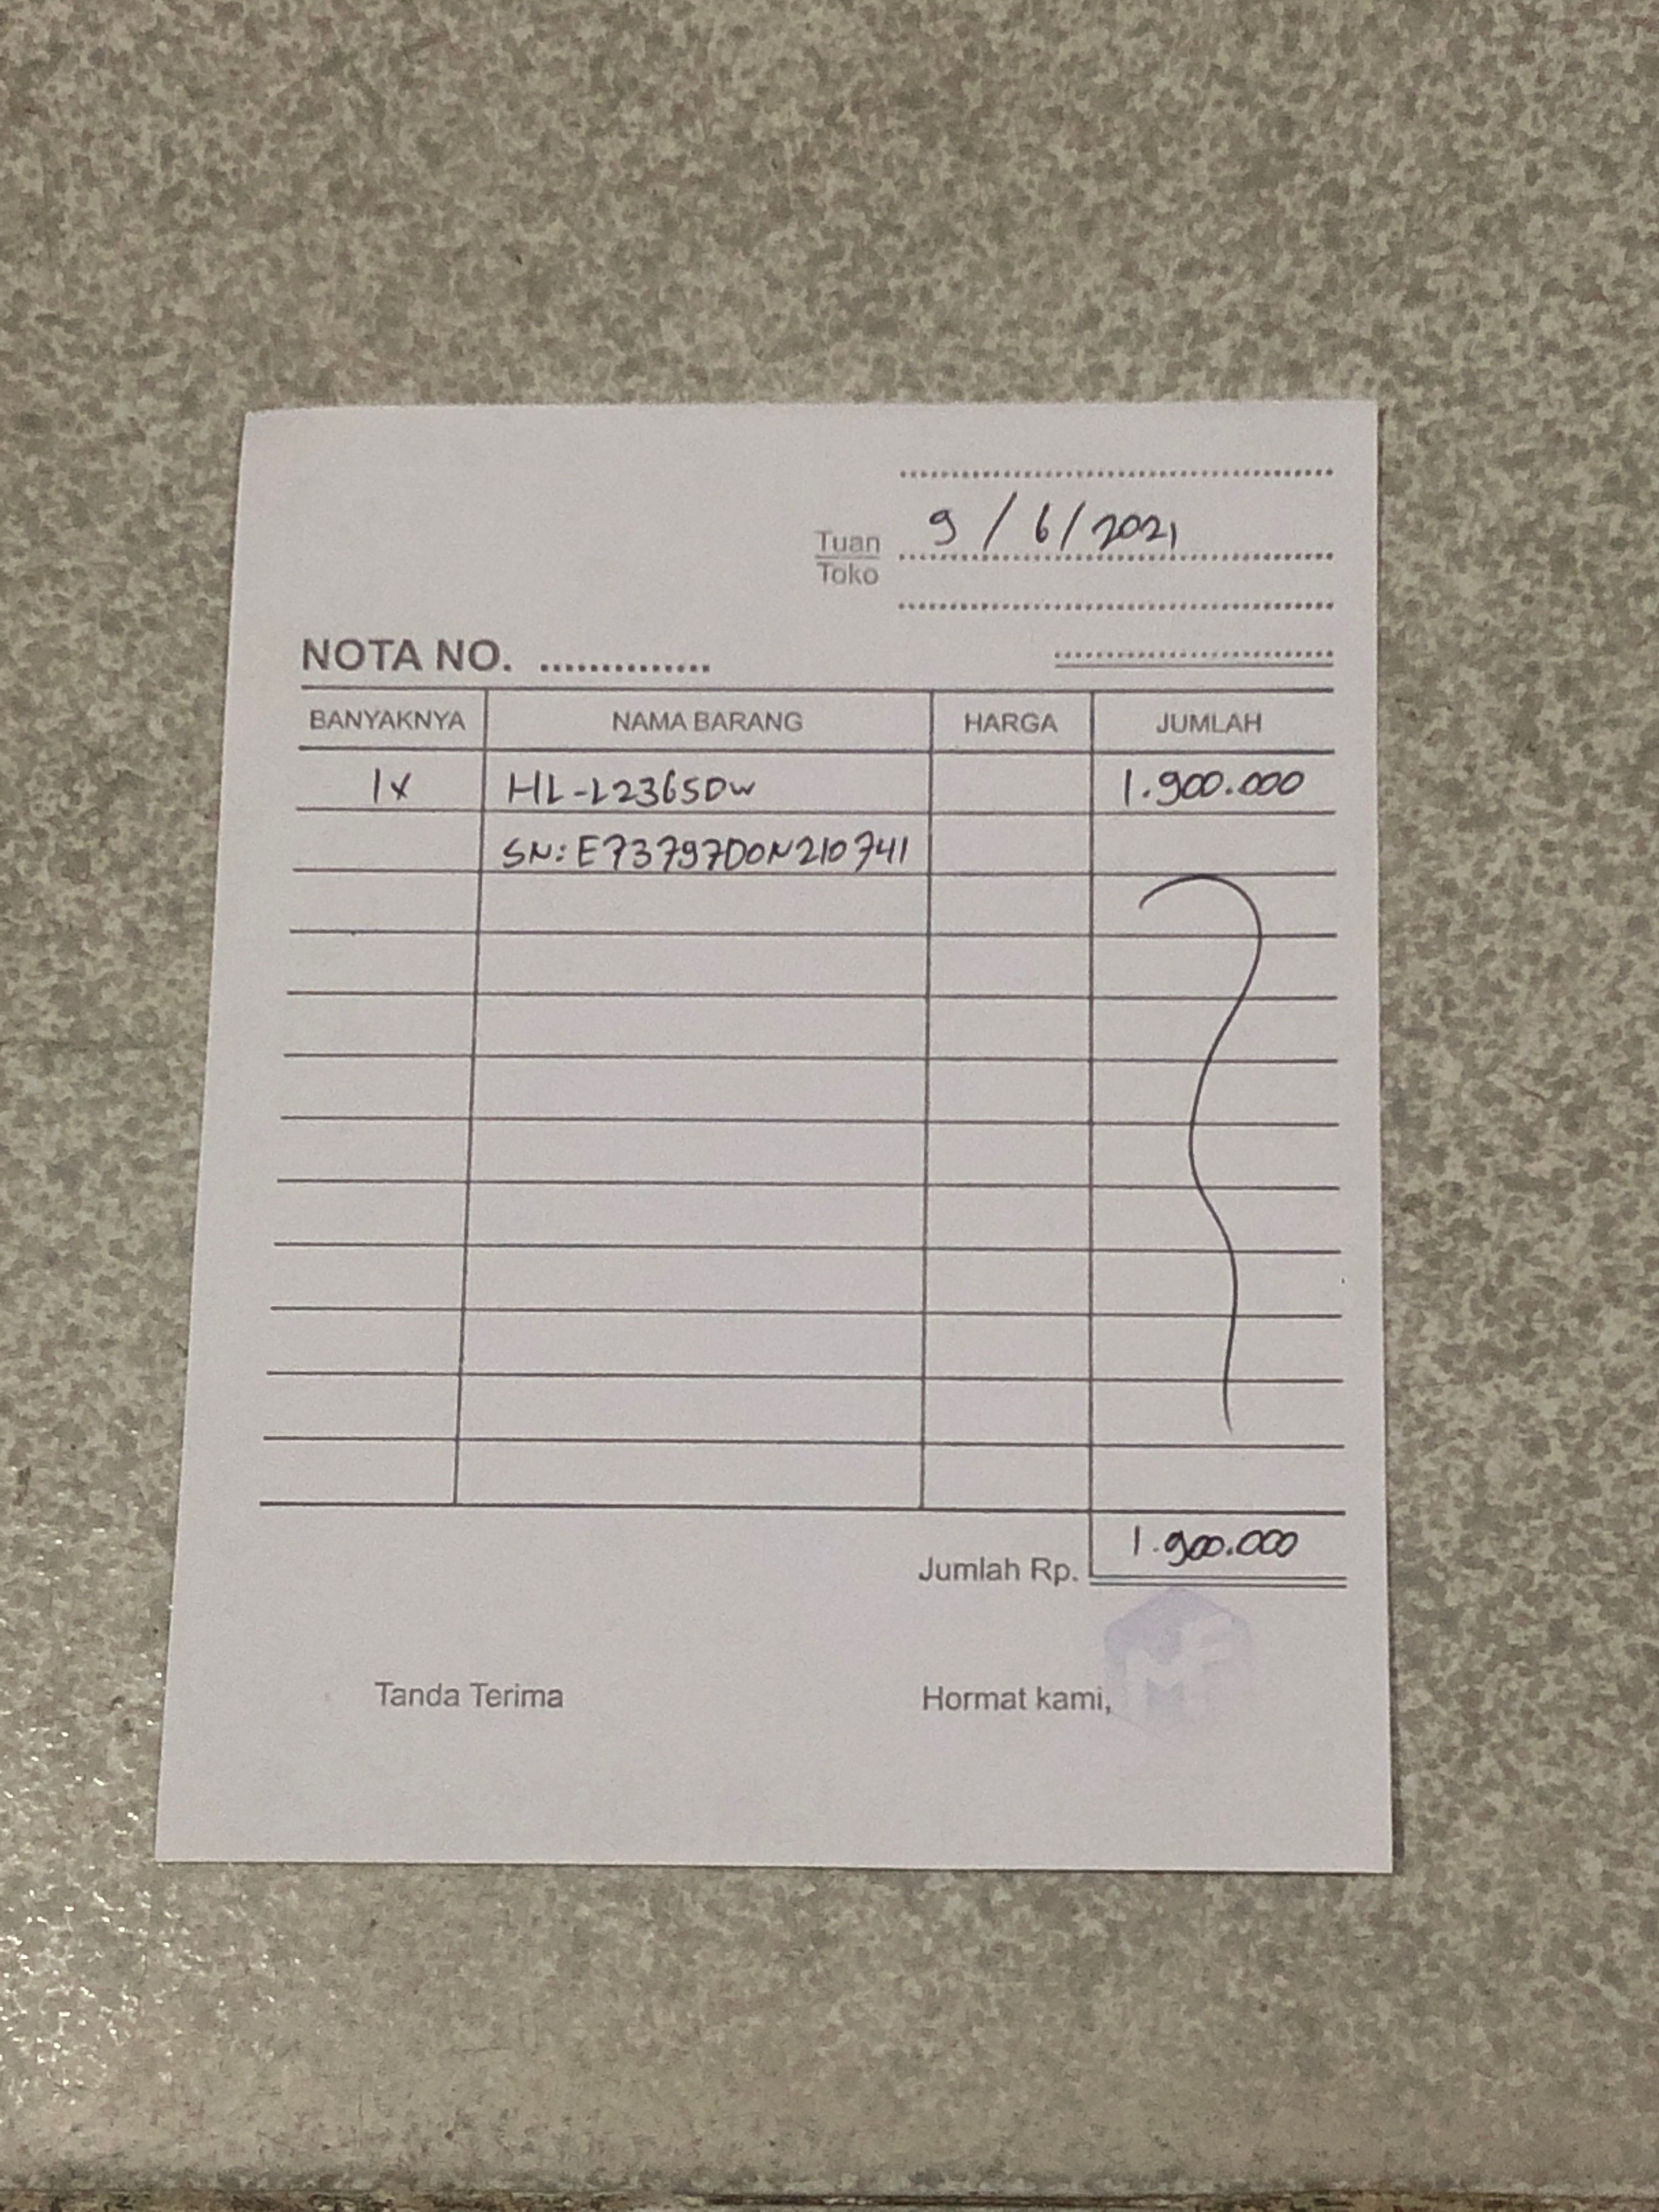 9 / 6 / 2021
Tuan
Toko
NOTA NO. ..............
BANYAKNYA NAMA BARANG HARGA JUMLAH
1x HL-L2365DW 1.900.000
SN: E73797D0N210741
Jumlah Rp. 1.900.000
Tanda Terima Hormat kami,
MF